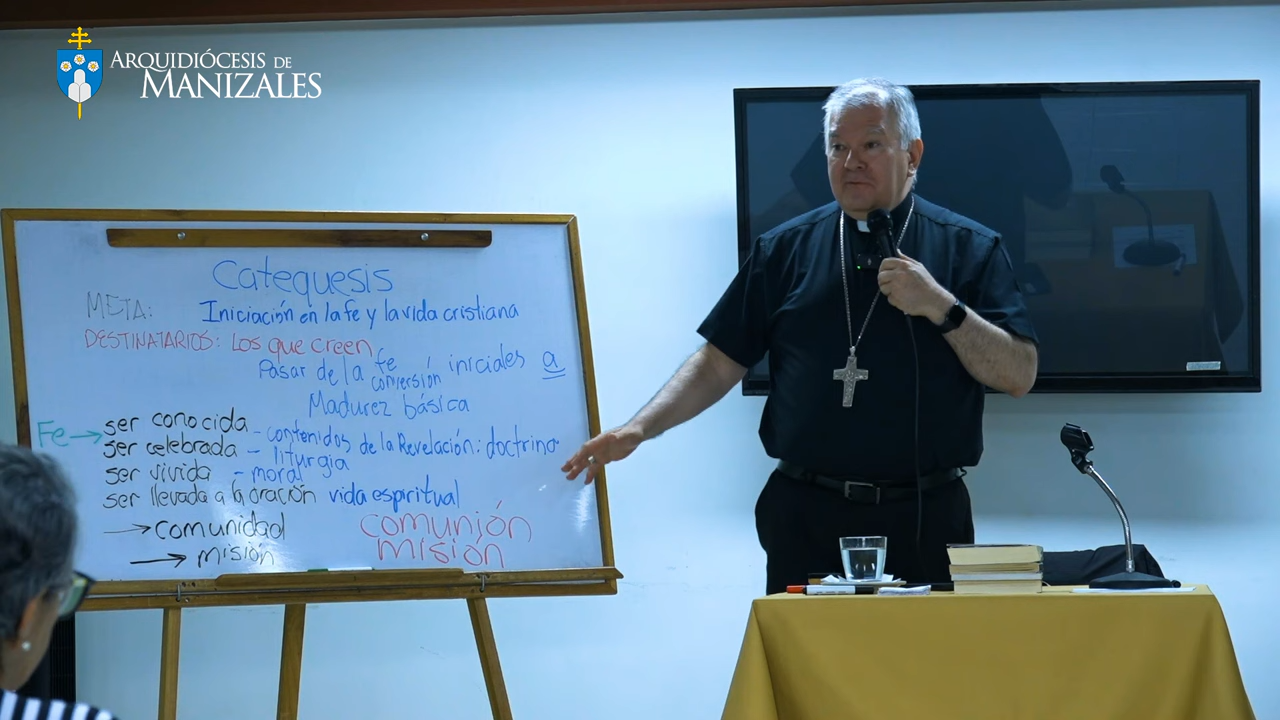 ARQUIDIÓCESIS DE
MANIZALES
Catequesis
META: Iniciación en la fe y la vida cristiana
DESTINATARIOS: Los que creen
Pasar de la fe y conversión iniciales a
Madurez básica
Fe → ser conocida - contenidos de la Revelación: doctrina
ser celebrada - liturgia
ser vivida - moral
ser llevada a la oración vida espiritual
→ comunidad
→ misión
comunión
misión